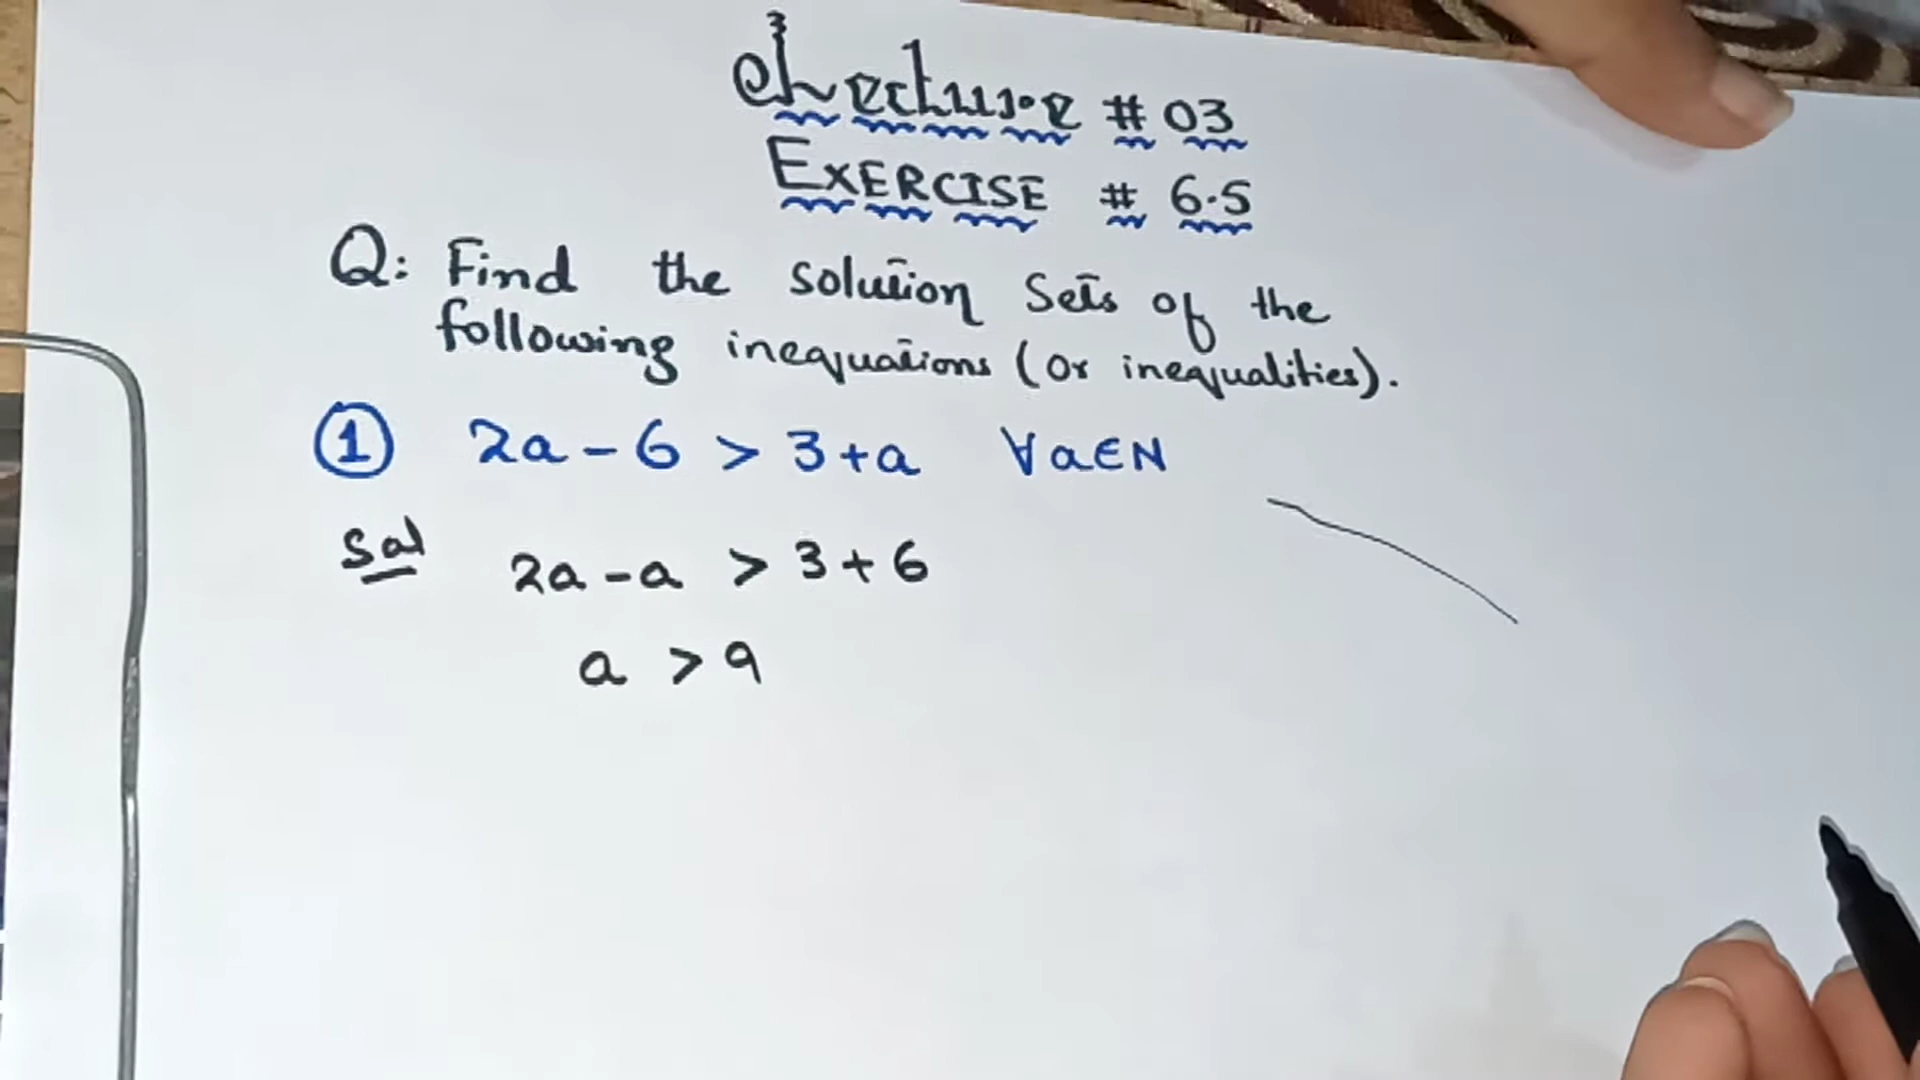 Lecture # 03
EXERCISE # 6.5
Q: Find the solution Sets of the
following inequations (Or inequalities).
① 2a - 6 > 3 + a ∀ a ∈ N
Sol 2a - a > 3 + 6
a > 9